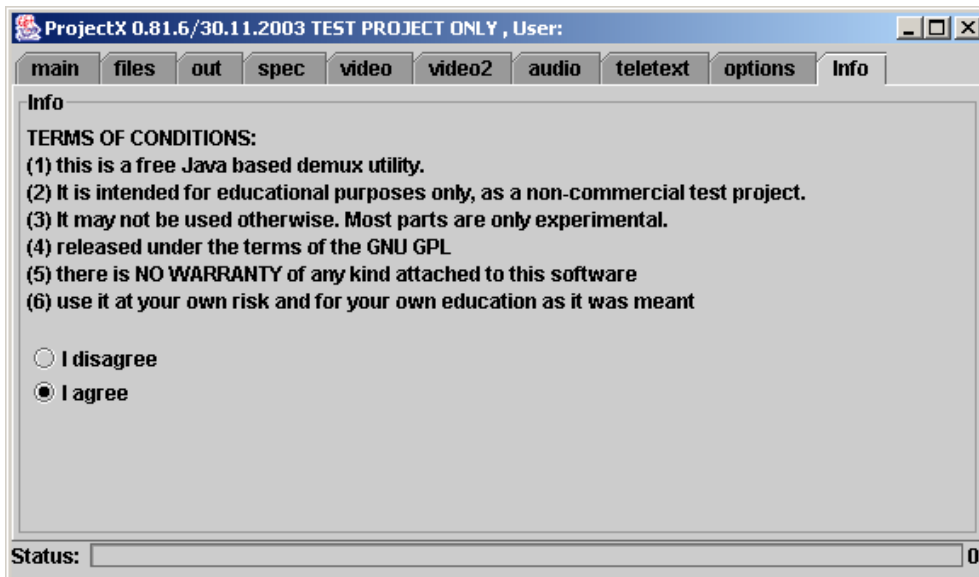 ProjectX 0.81.6/30.11.2003 TEST PROJECT ONLY , User:
main files out spec video video2 audio teletext options Info
Info
TERMS OF CONDITIONS:
(1) this is a free Java based demux utility.
(2) It is intended for educational purposes only, as a non-commercial test project.
(3) It may not be used otherwise. Most parts are only experimental.
(4) released under the terms of the GNU GPL
(5) there is NO WARRANTY of any kind attached to this software
(6) use it at your own risk and for your own education as it was meant
I disagree
I agree
Status: 0